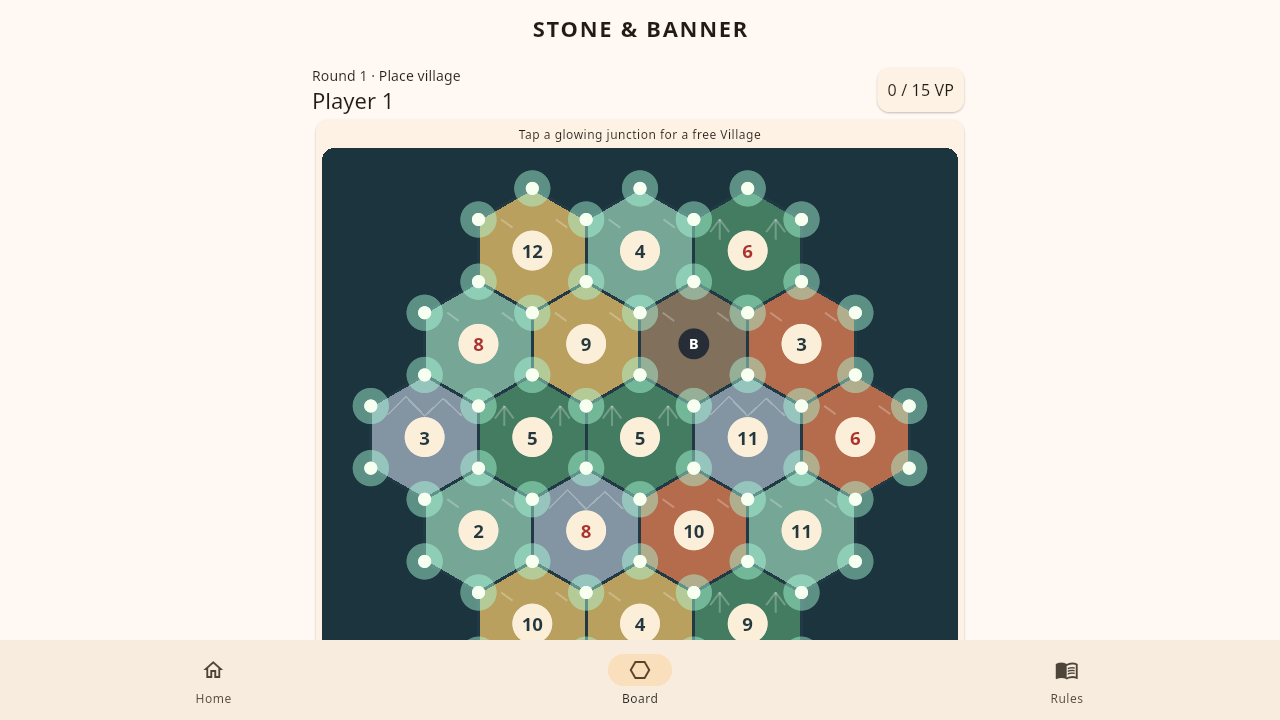 STONE & BANNER
Round 1 · Place village
Player 1
0 / 15 VP
Tap a glowing junction for a free Village
12 4 6
8 9 B 3
3 5 5 11 6
2 8 10 11
10 4 9
Home Board Rules